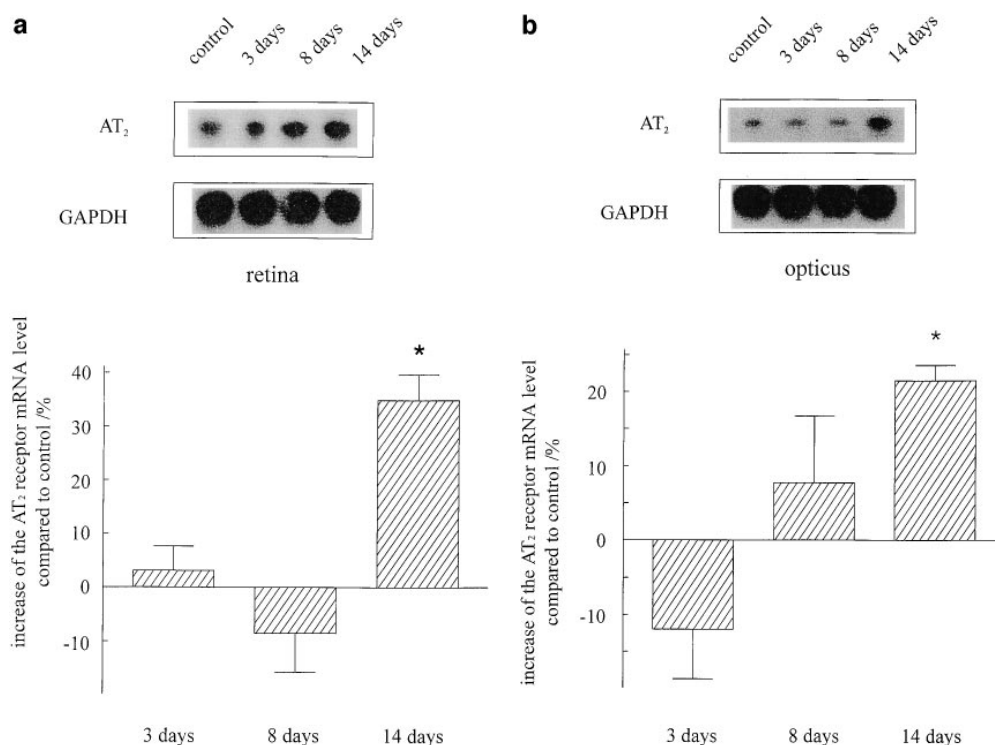 a
control 3 days 8 days 14 days
AT₂
GAPDH
retina
increase of the AT₂ receptor mRNA level
compared to control /%
40
30
20
10
0
-10
*
3 days 8 days 14 days
b
control 3 days 8 days 14 days
AT₂
GAPDH
opticus
increase of the AT₂ receptor mRNA level
compared to control /%
20
10
0
-10
*
3 days 8 days 14 days